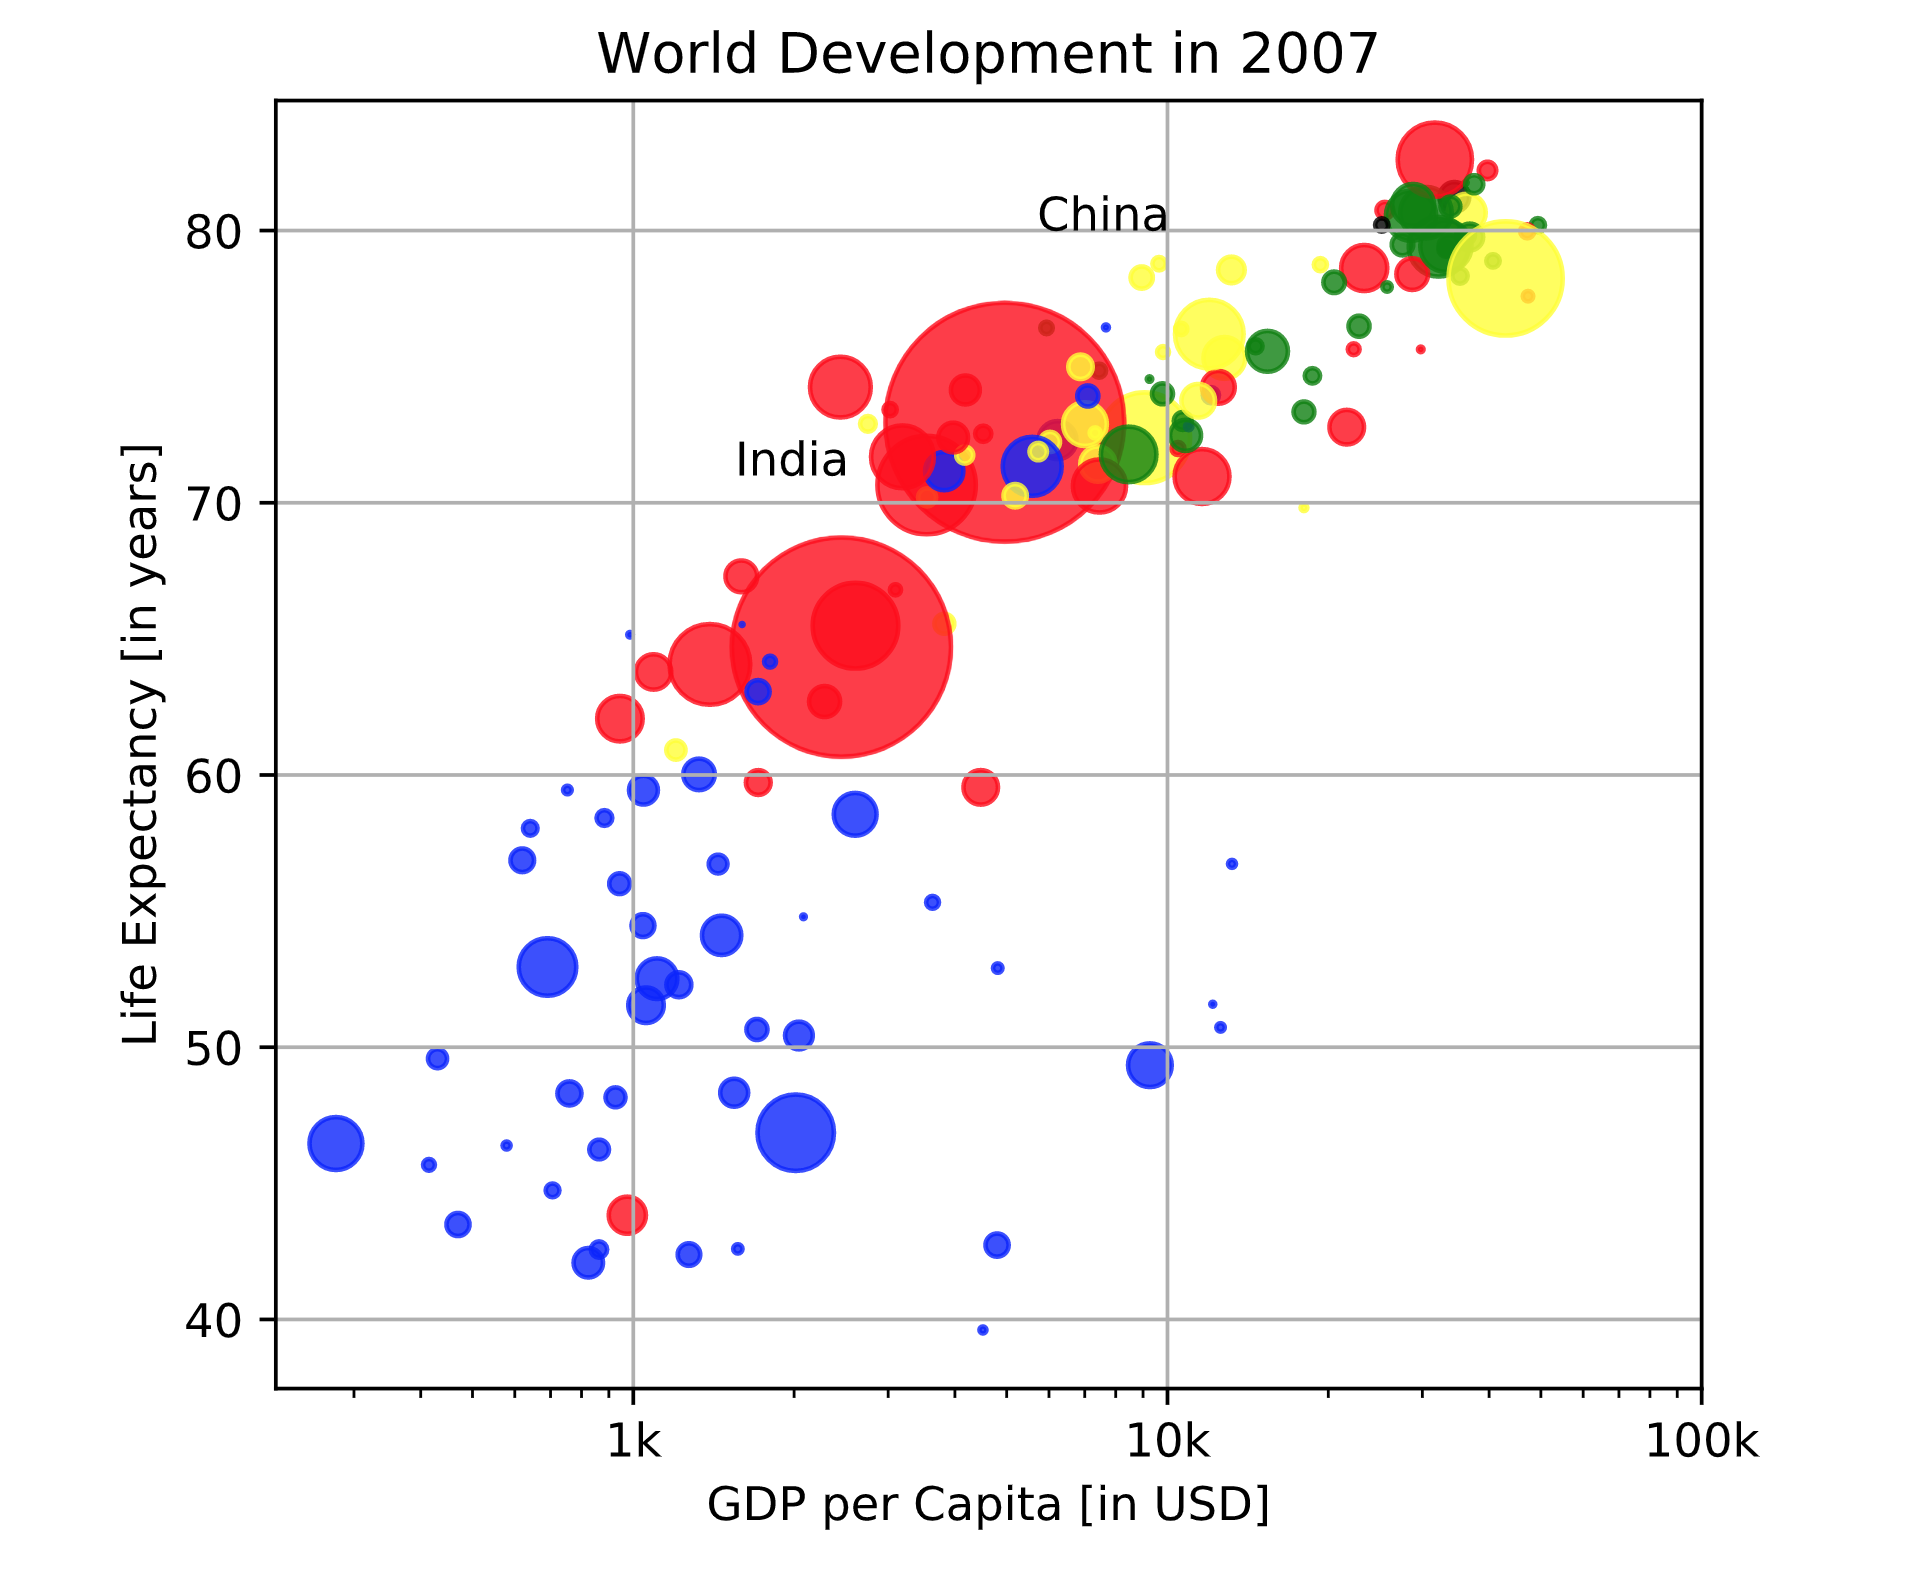 World Development in 2007
China
India
80
70
60
50
40
Life Expectancy [in years]
1k
10k
100k
GDP per Capita [in USD]